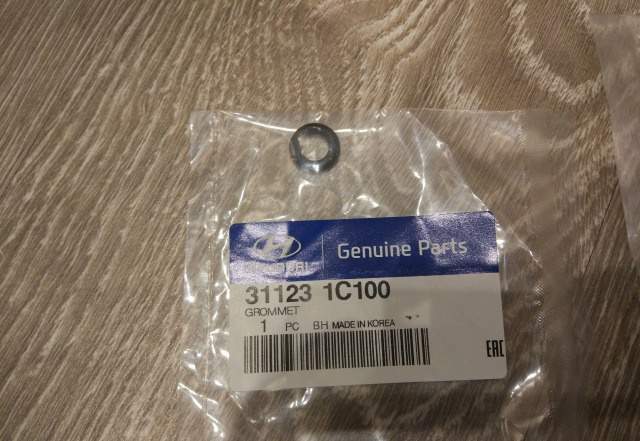 Genuine Parts
31123 1C100
GROMMET
1 PC BH MADE IN KOREA
EAC